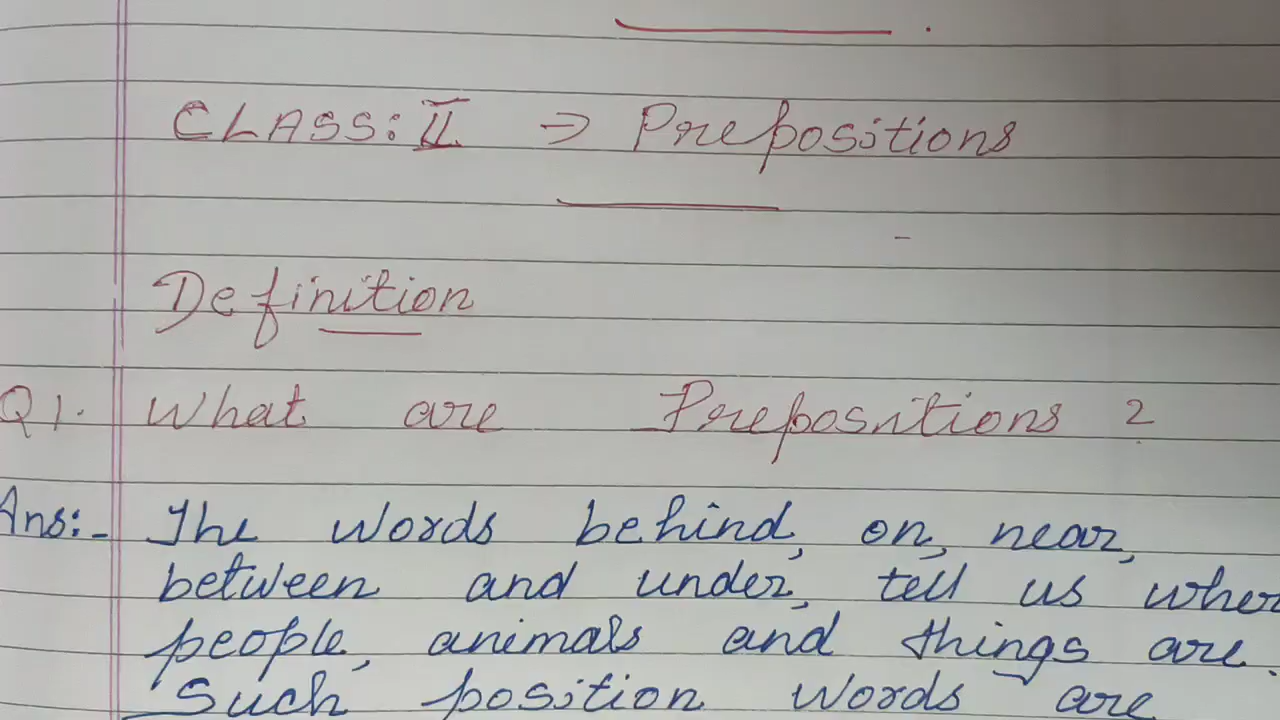 CLASS: II → Prepositions
Definition
Q1. What are Prepositions ?
Ans:- The words behind, on, near,
between and under, tell us wher
people, animals and things are.
Such position words are